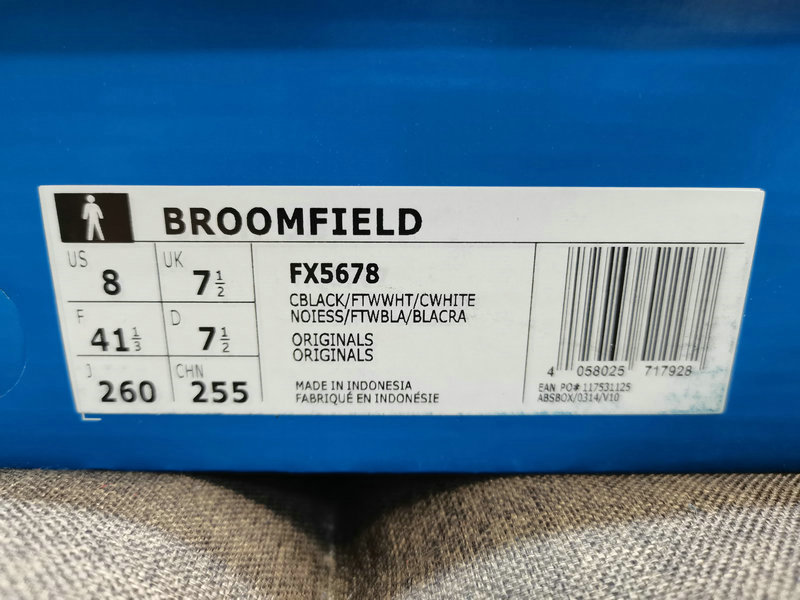 BROOMFIELD
US 8 UK 7 1/2
F 41 1/3 D 7 1/2
J 260 CHN 255
FX5678
CBLACK/FTWWHT/CWHITE
NOIESS/FTWBLA/BLACRA
ORIGINALS
ORIGINALS
MADE IN INDONESIA
FABRIQUÉ EN INDONÉSIE
4 058025 717928
EAN PO# 117531125
ABSBOX/0314/V10